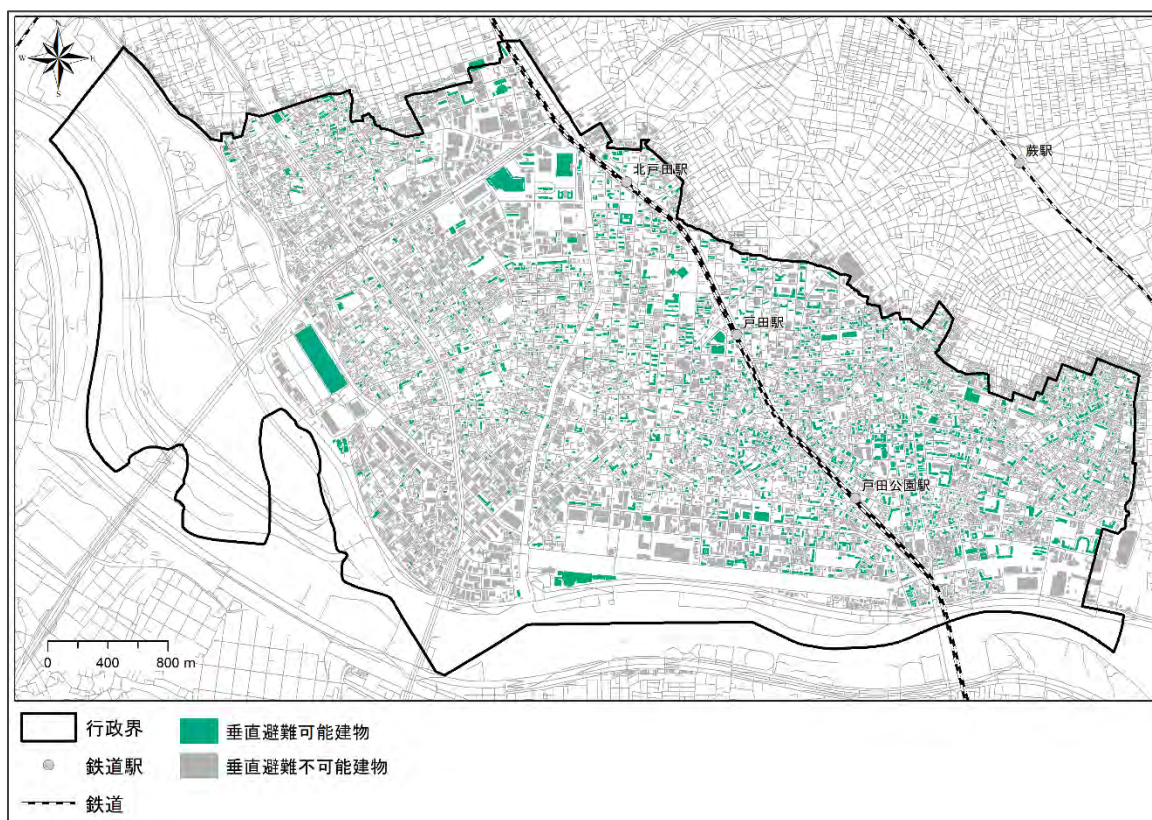 N
W
E
S
蕨駅
北戸田駅
戸田駅
戸田公園駅
0 400 800 m
行政界
垂直避難可能建物
鉄道駅
垂直避難不可能建物
鉄道